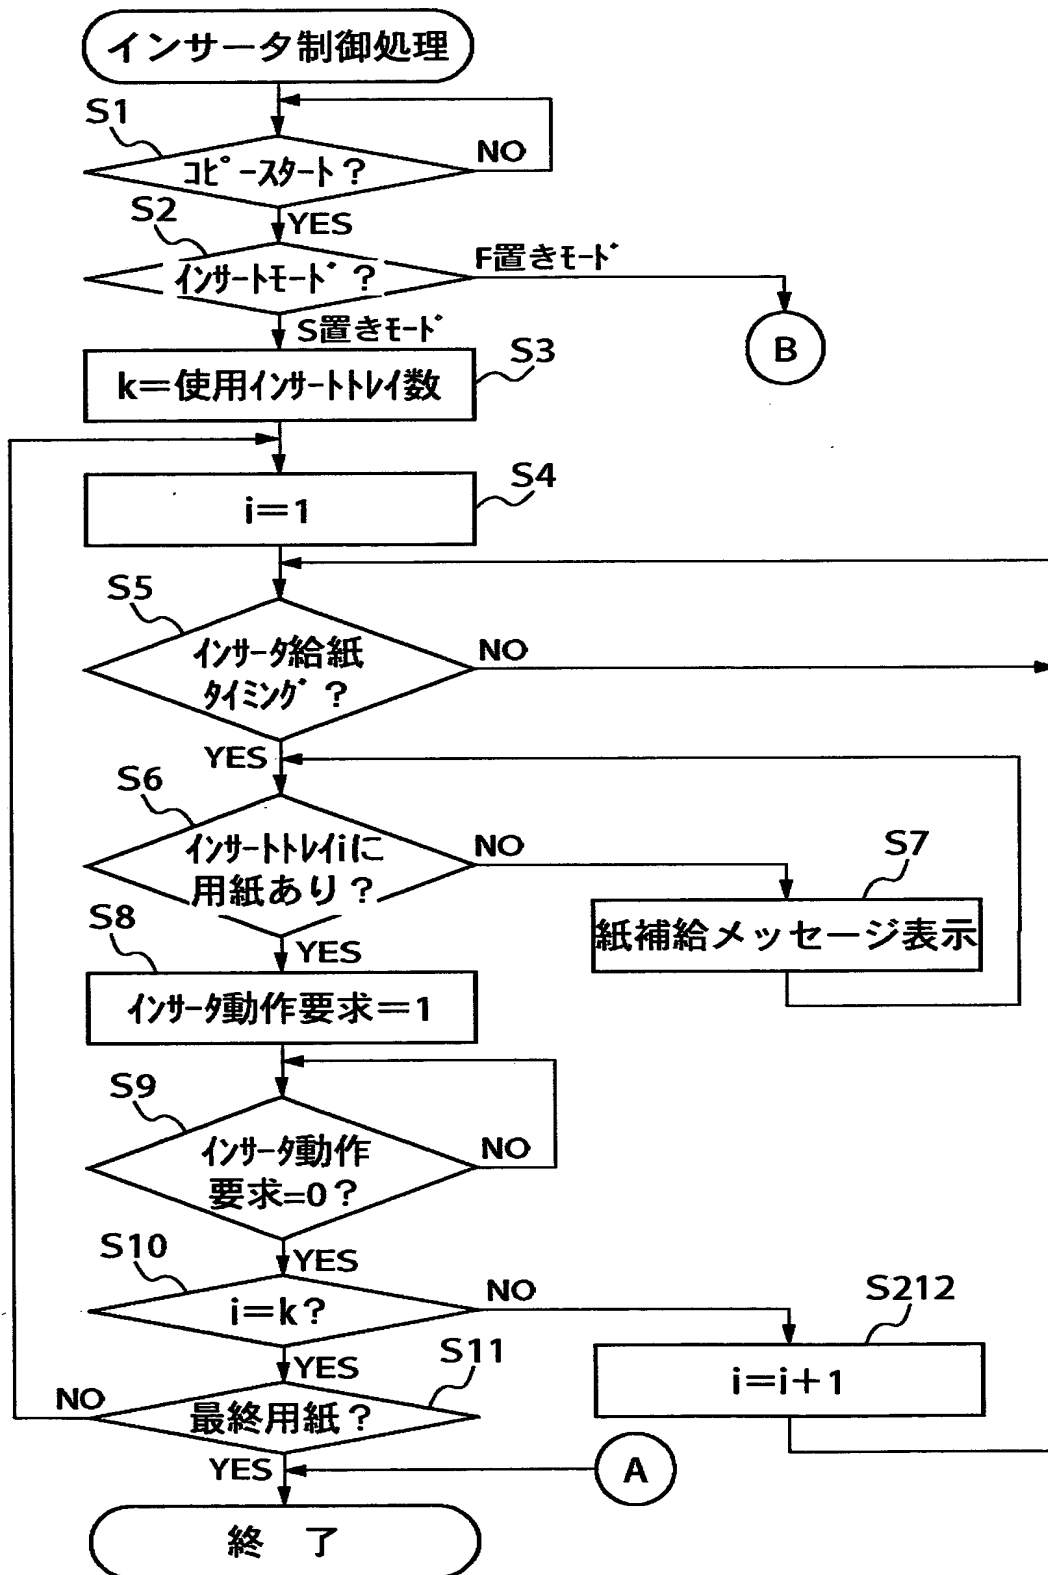 インサータ制御処理
S1
コピースタート?
NO
YES
S2
インサートモード?
F置きモード
B
S置きモード
S3
k=使用インサートトレイ数
S4
i=1
S5
インサータ給紙
タイミング?
NO
YES
S6
インサートトレイiに
用紙あり?
NO
S7
紙補給メッセージ表示
YES
S8
インサータ動作要求=1
S9
インサータ動作
要求=0?
NO
YES
S10
i=k?
NO
S212
i=i+1
YES
S11
最終用紙?
NO
YES
A
終 了